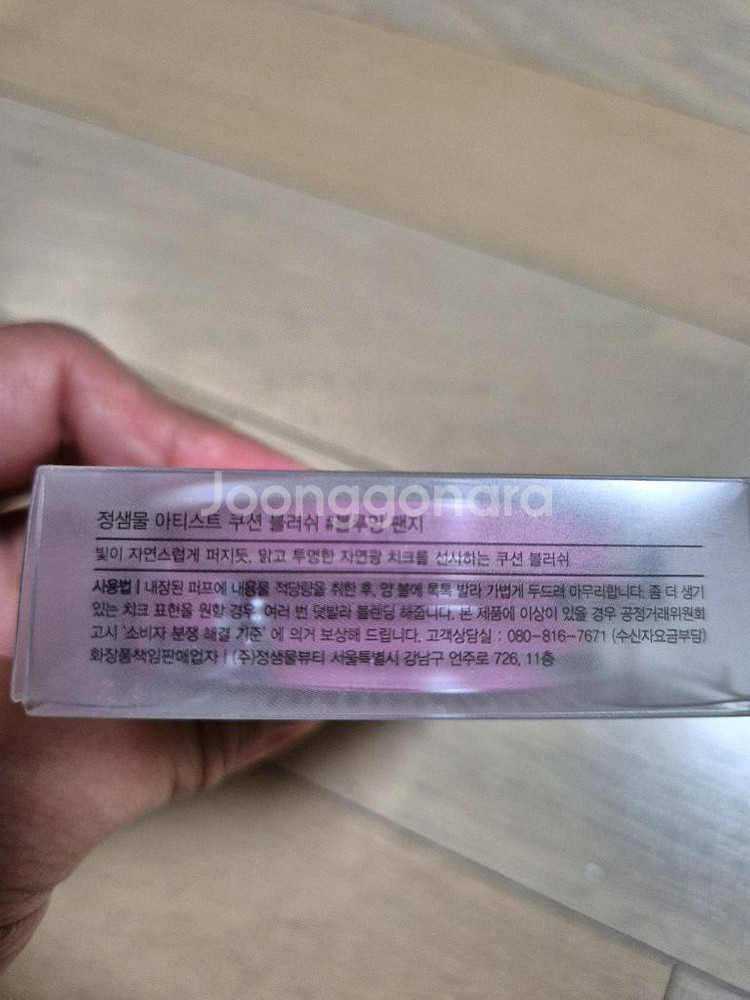 Joonggonara
정샘물 아티스트 쿠션 블러쉬 #블루밍 팬지
빛이 자연스럽게 퍼지듯, 맑고 투명한 자연광 치크를 선사하는 쿠션 블러쉬
사용법 | 내장된 퍼프에 내용물 적당량을 취한 후, 양 볼에 톡톡 발라 가볍게 두드려 마무리합니다. 좀 더 생기
있는 치크 표현을 원할 경우, 여러 번 덧발라 블렌딩 해줍니다. 본 제품에 이상이 있을 경우 공정거래위원회
고시 '소비자 분쟁 해결 기준' 에 의거 보상해 드립니다. 고객상담실 : 080-816-7671 (수신자요금부담)
화장품책임판매업자 | (주)정샘물뷰티 서울특별시 강남구 언주로 726, 11층